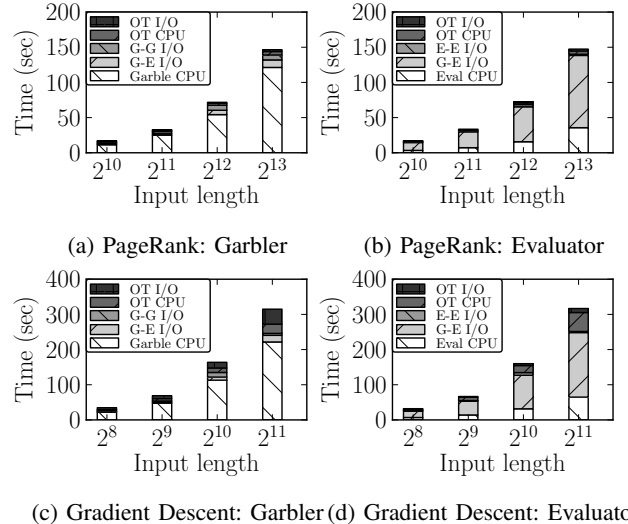 200
150
100
50
0
Time (sec)
OT I/O
OT CPU
G-G I/O
G-E I/O
Garble CPU
2^10 2^11 2^12 2^13
Input length
(a) PageRank: Garbler
200
150
100
50
0
Time (sec)
OT I/O
OT CPU
E-E I/O
G-E I/O
Eval CPU
2^10 2^11 2^12 2^13
Input length
(b) PageRank: Evaluator
400
300
200
100
0
Time (sec)
OT I/O
OT CPU
G-G I/O
G-E I/O
Garble CPU
2^8 2^9 2^10 2^11
Input length
(c) Gradient Descent: Garbler
400
300
200
100
0
Time (sec)
OT I/O
OT CPU
E-E I/O
G-E I/O
Eval CPU
2^8 2^9 2^10 2^11
Input length
(d) Gradient Descent: Evaluato